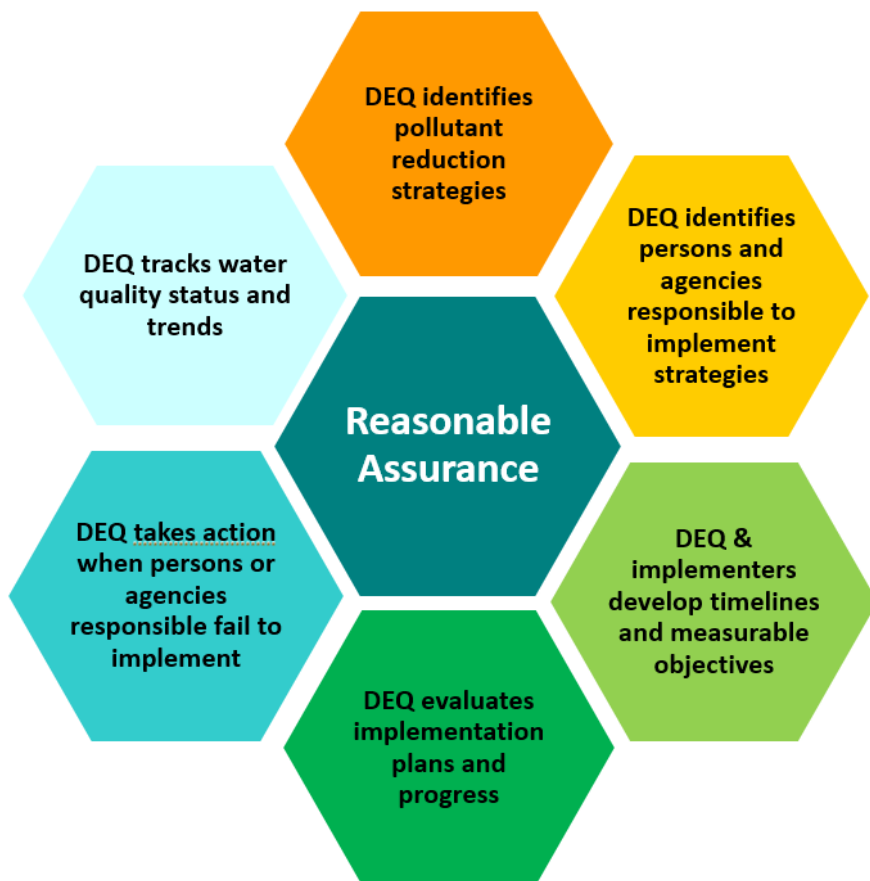 DEQ identifies
pollutant
reduction
strategies
DEQ identifies
persons and
agencies
responsible to
implement
strategies
DEQ &
implementers
develop timelines
and measurable
objectives
DEQ evaluates
implementation
plans and
progress
DEQ takes action
when persons or
agencies
responsible fail to
implement
DEQ tracks water
quality status and
trends
Reasonable
Assurance